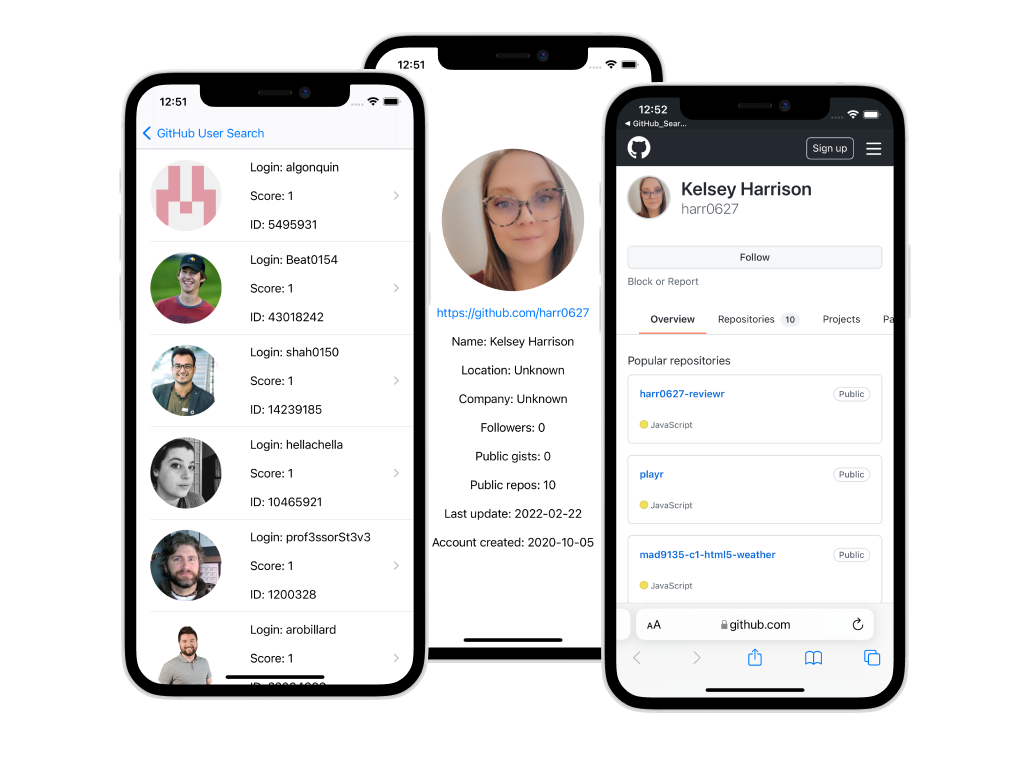 12:51
GitHub User Search
Login: algonquin
Score: 1
ID: 5495931
Login: Beat0154
Score: 1
ID: 43018242
Login: shah0150
Score: 1
ID: 14239185
Login: hellachella
Score: 1
ID: 10465921
Login: prof3ssorSt3v3
Score: 1
ID: 1200328
Login: arobillard
Score: 1
12:51
https://github.com/harr0627
Name: Kelsey Harrison
Location: Unknown
Company: Unknown
Followers: 0
Public gists: 0
Public repos: 10
Last update: 2022-02-22
Account created: 2020-10-05
12:52
GitHub_Sear...
Sign up
Kelsey Harrison
harr0627
Follow
Block or Report
Overview Repositories 10 Projects Pa
Popular repositories
harr0627-reviewr Public
JavaScript
playr Public
JavaScript
mad9135-c1-html5-weather Public
JavaScript
AA github.com